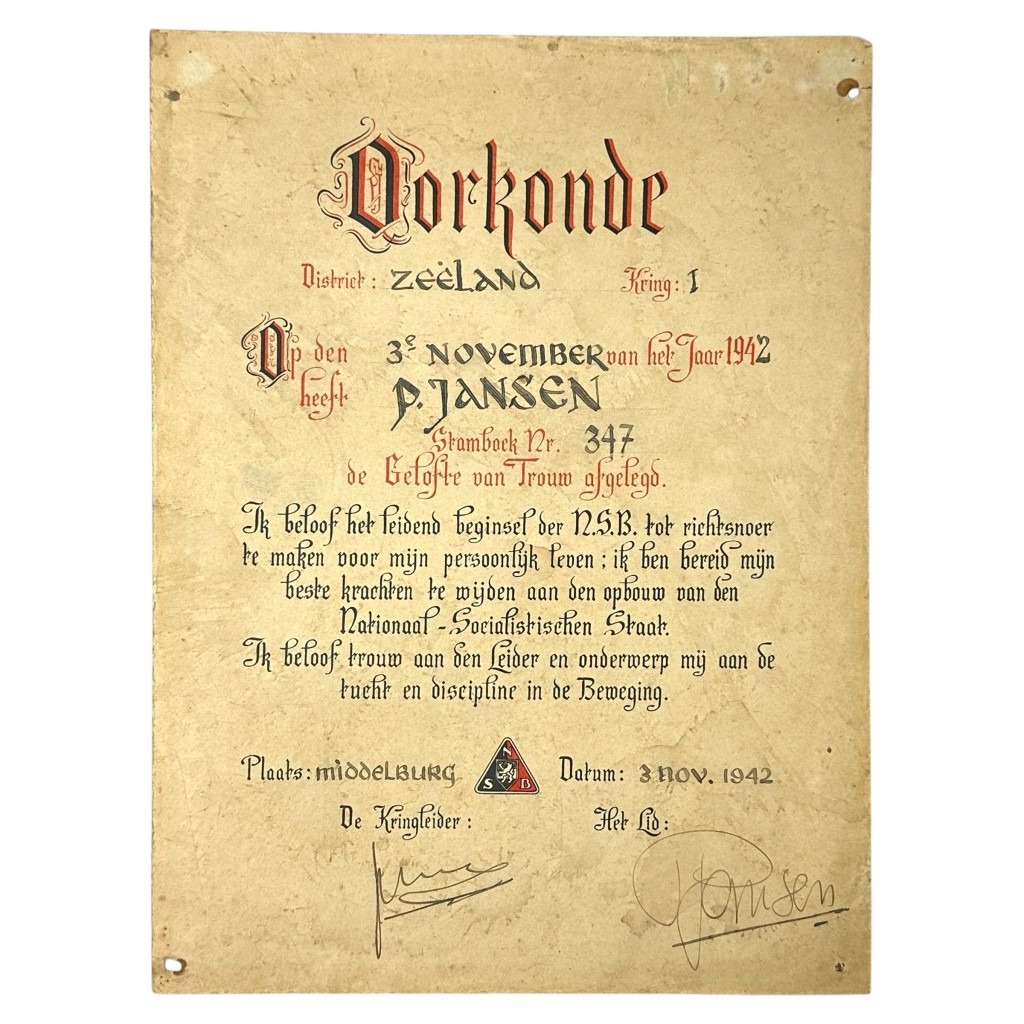 Oorkonde
District: ZEËLAND Kring: I
Op den 3e NOVEMBER van het Jaar 1942
heeft P. JANSEN
Stamboek Nr. 347
de Gelofte van Trouw afgelegd.
Ik beloof het leidend beginsel der N.S.B. tot richtsnoer
te maken voor mijn persoonlijk leven; ik ben bereid mijn
beste krachten te wijden aan den opbouw van den
Nationaal-Socialistischen Staat.
Ik beloof trouw aan den Leider en onderwerp mij aan de
tucht en discipline in de Beweging.
Plaats: MIDDELBURG N S B Datum: 3 NOV. 1942
De Kringleider: Het Lid:
PJansen